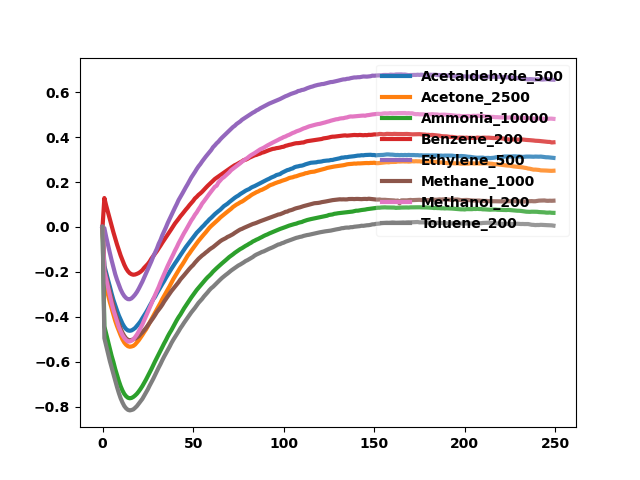 0.6
0.4
0.2
0.0
−0.2
−0.4
−0.6
−0.8
0 50 100 150 200 250
Acetaldehyde_500
Acetone_2500
Ammonia_10000
Benzene_200
Ethylene_500
Methane_1000
Methanol_200
Toluene_200